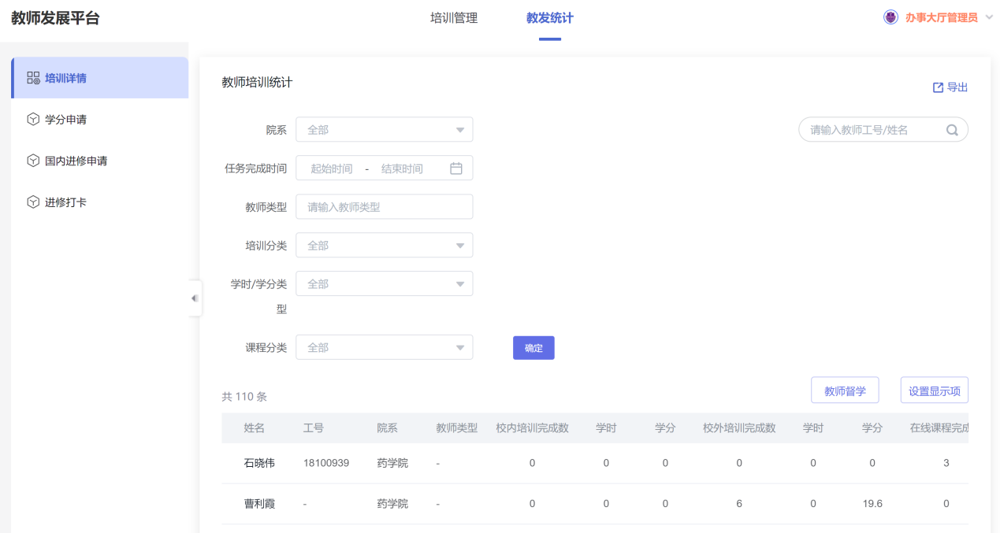 教师发展平台
培训管理
教发统计
办事大厅管理员
培训详情
学分申请
国内进修申请
进修打卡
教师培训统计
导出
院系
全部
请输入教师工号/姓名
任务完成时间
起始时间 - 结束时间
教师类型
请输入教师类型
培训分类
全部
学时/学分类
型
全部
课程分类
全部
确定
共 110 条
教师督学
设置显示项
姓名 工号 院系 教师类型 校内培训完成数 学时 学分 校外培训完成数 学时 学分 在线课程完成
石晓伟 18100939 药学院 - 0 0 0 0 0 0 3
曹利霞 - 药学院 - 0 0 0 6 0 19.6 0